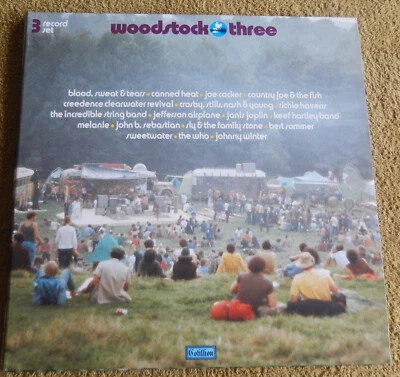 3 record set
woodstock three
blood, sweat & tears • canned heat • joe cocker • country joe & the fish
creedence clearwater revival • crosby, stills, nash & young • richie havens
the incredible string band • jefferson airplane • janis joplin • keef hartley band
melanie • john b. sebastian • sly & the family stone • bert sommer
sweetwater • the who • johnny winter
Cotillion